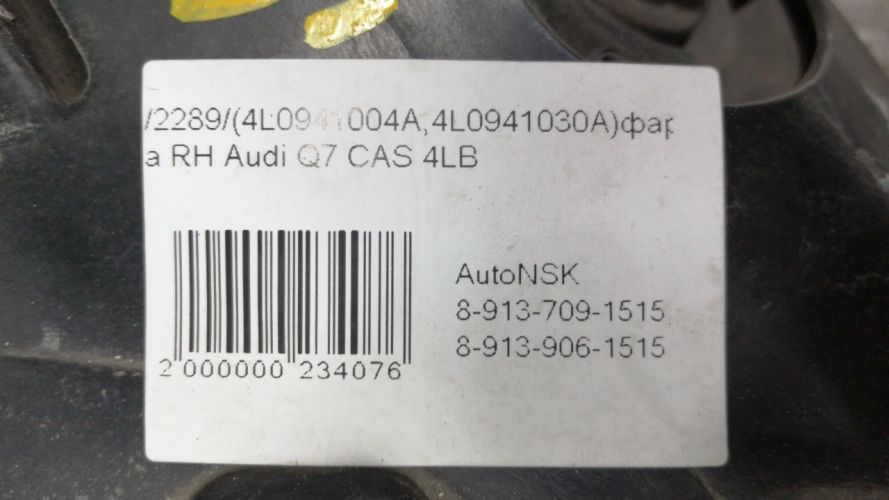 /2289/(4L0941004A,4L0941030A)фар
а RH Audi Q7 CAS 4LB
AutoNSK
8-913-709-1515
8-913-906-1515
2 000000 234076